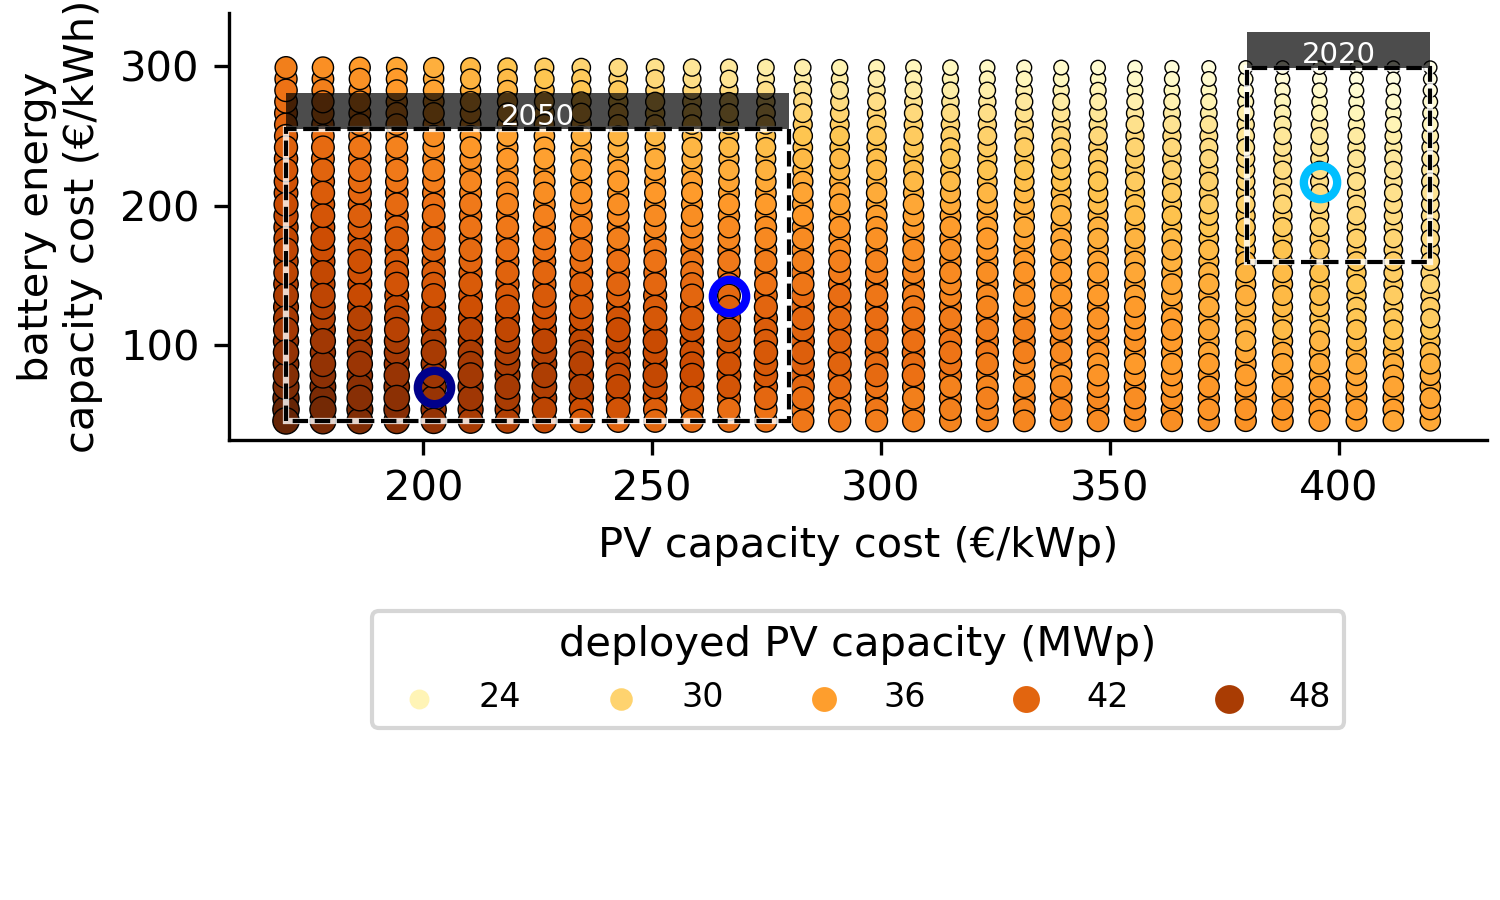 battery energy
capacity cost (€/kWh)
300
200
100
2050
2020
200 250 300 350 400
PV capacity cost (€/kWp)
deployed PV capacity (MWp)
24 30 36 42 48